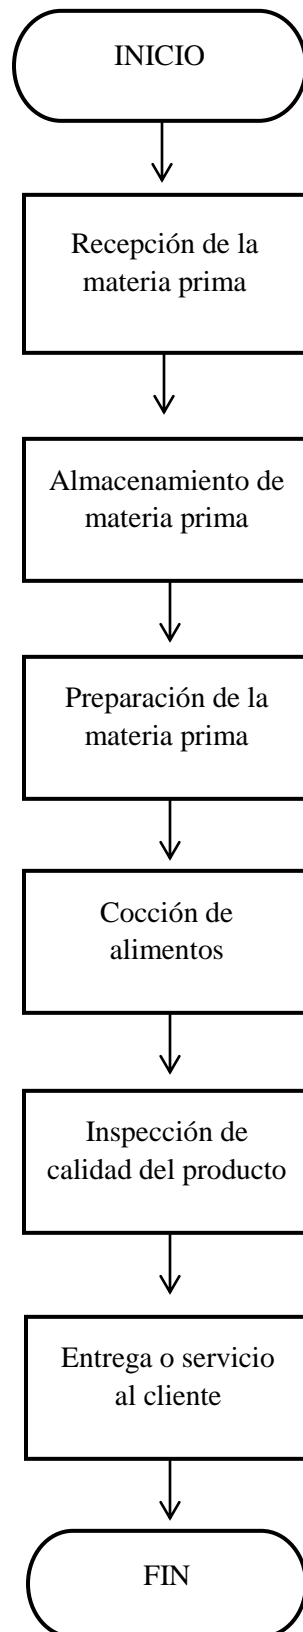 INICIO
Recepción de la
materia prima
Almacenamiento de
materia prima
Preparación de la
materia prima
Cocción de
alimentos
Inspección de
calidad del producto
Entrega o servicio
al cliente
FIN